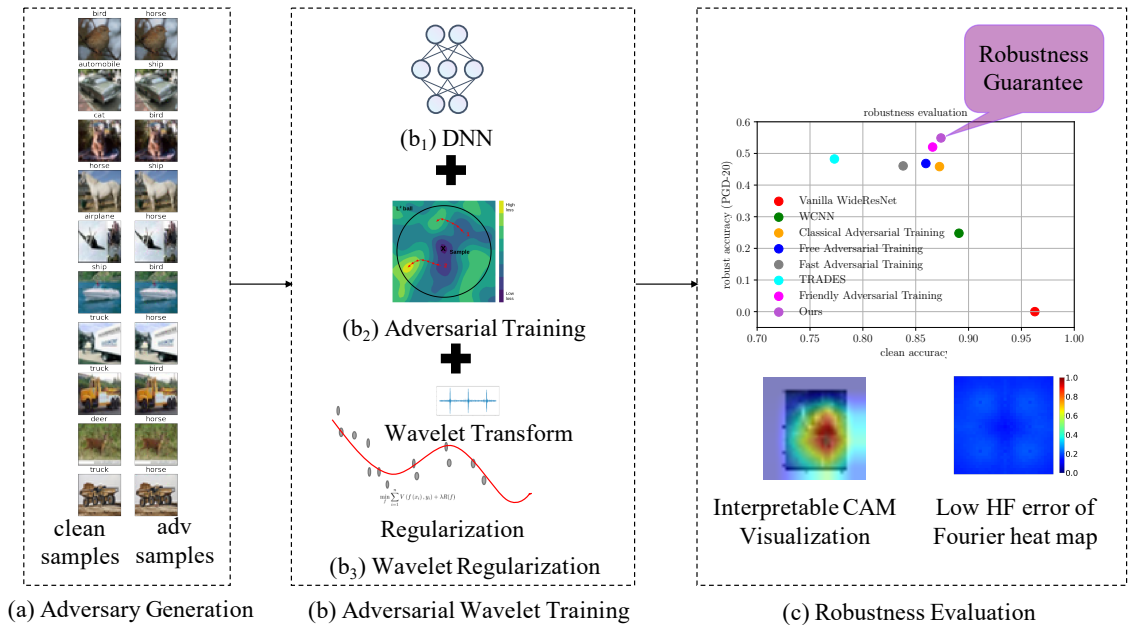 bird horse
automobile ship
cat bird
horse ship
airplane horse
ship bird
truck horse
truck bird
deer horse
truck horse
clean adv
samples samples
(a) Adversary Generation
(b₁) DNN
High
loss
Sample
Low
loss
(b₂) Adversarial Training
Wavelet Transform
Regularization
(b₃) Wavelet Regularization
(b) Adversarial Wavelet Training
Robustness
Guarantee
robustness evaluation
0.6
0.5
0.4
0.3
0.2
0.1
0.0
robust accuracy (PGD-20)
Vanilla WideResNet
WCNN
Classical Adversarial Training
Free Adversarial Training
Fast Adversarial Training
TRADES
Friendly Adversarial Training
Ours
0.70 0.75 0.80 0.85 0.90 0.95 1.00
clean accuracy
1.0
0.8
0.6
0.4
0.2
0.0
Interpretable CAM
Visualization
Low HF error of
Fourier heat map
(c) Robustness Evaluation